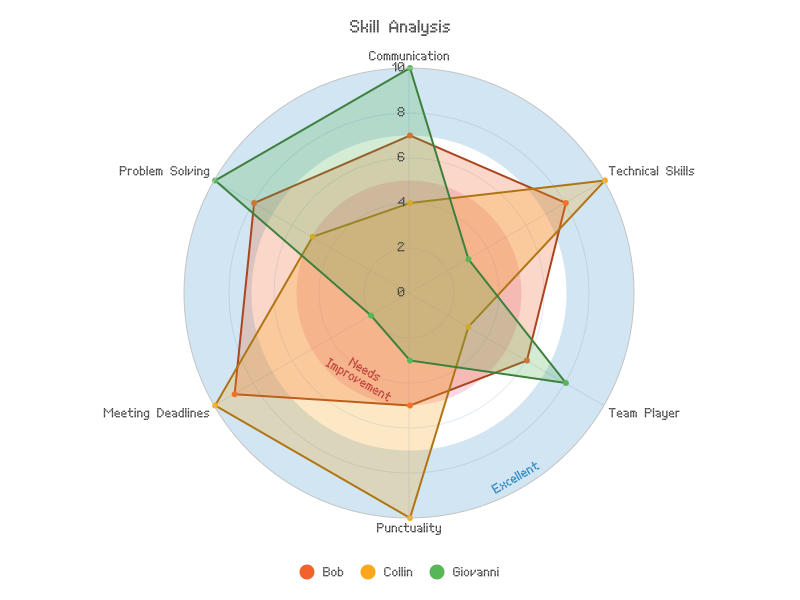 Skill Analysis
Communication
10
8
6
4
2
0
Problem Solving
Technical Skills
Meeting Deadlines
Team Player
Needs
Improvement
Excellent
Punctuality
Bob
Collin
Giovanni